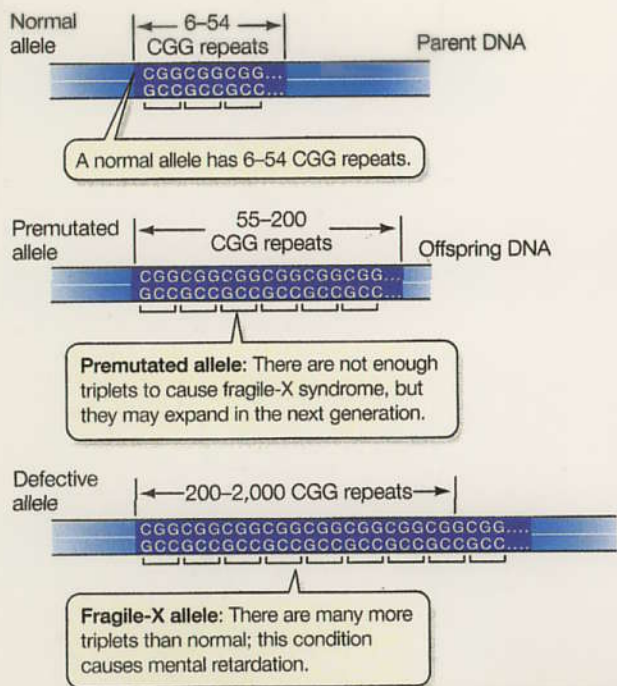 Normal allele
6–54 CGG repeats
Parent DNA
CGGCGGCGG...
GCCGCCGCC...
A normal allele has 6–54 CGG repeats.
Premutated allele
55–200 CGG repeats
Offspring DNA
CGGCGGCGGCGGCGGCGG...
GCCGCCGCCGCCGCCGCC...
Premutated allele: There are not enough
triplets to cause fragile-X syndrome, but
they may expand in the next generation.
Defective allele
200–2,000 CGG repeats
CGGCGGCGGCGGCGGCGGCGGCGGCGG....
GCCGCCGCCGCCGCCGCCGCCGCCGCC....
Fragile-X allele: There are many more
triplets than normal; this condition
causes mental retardation.